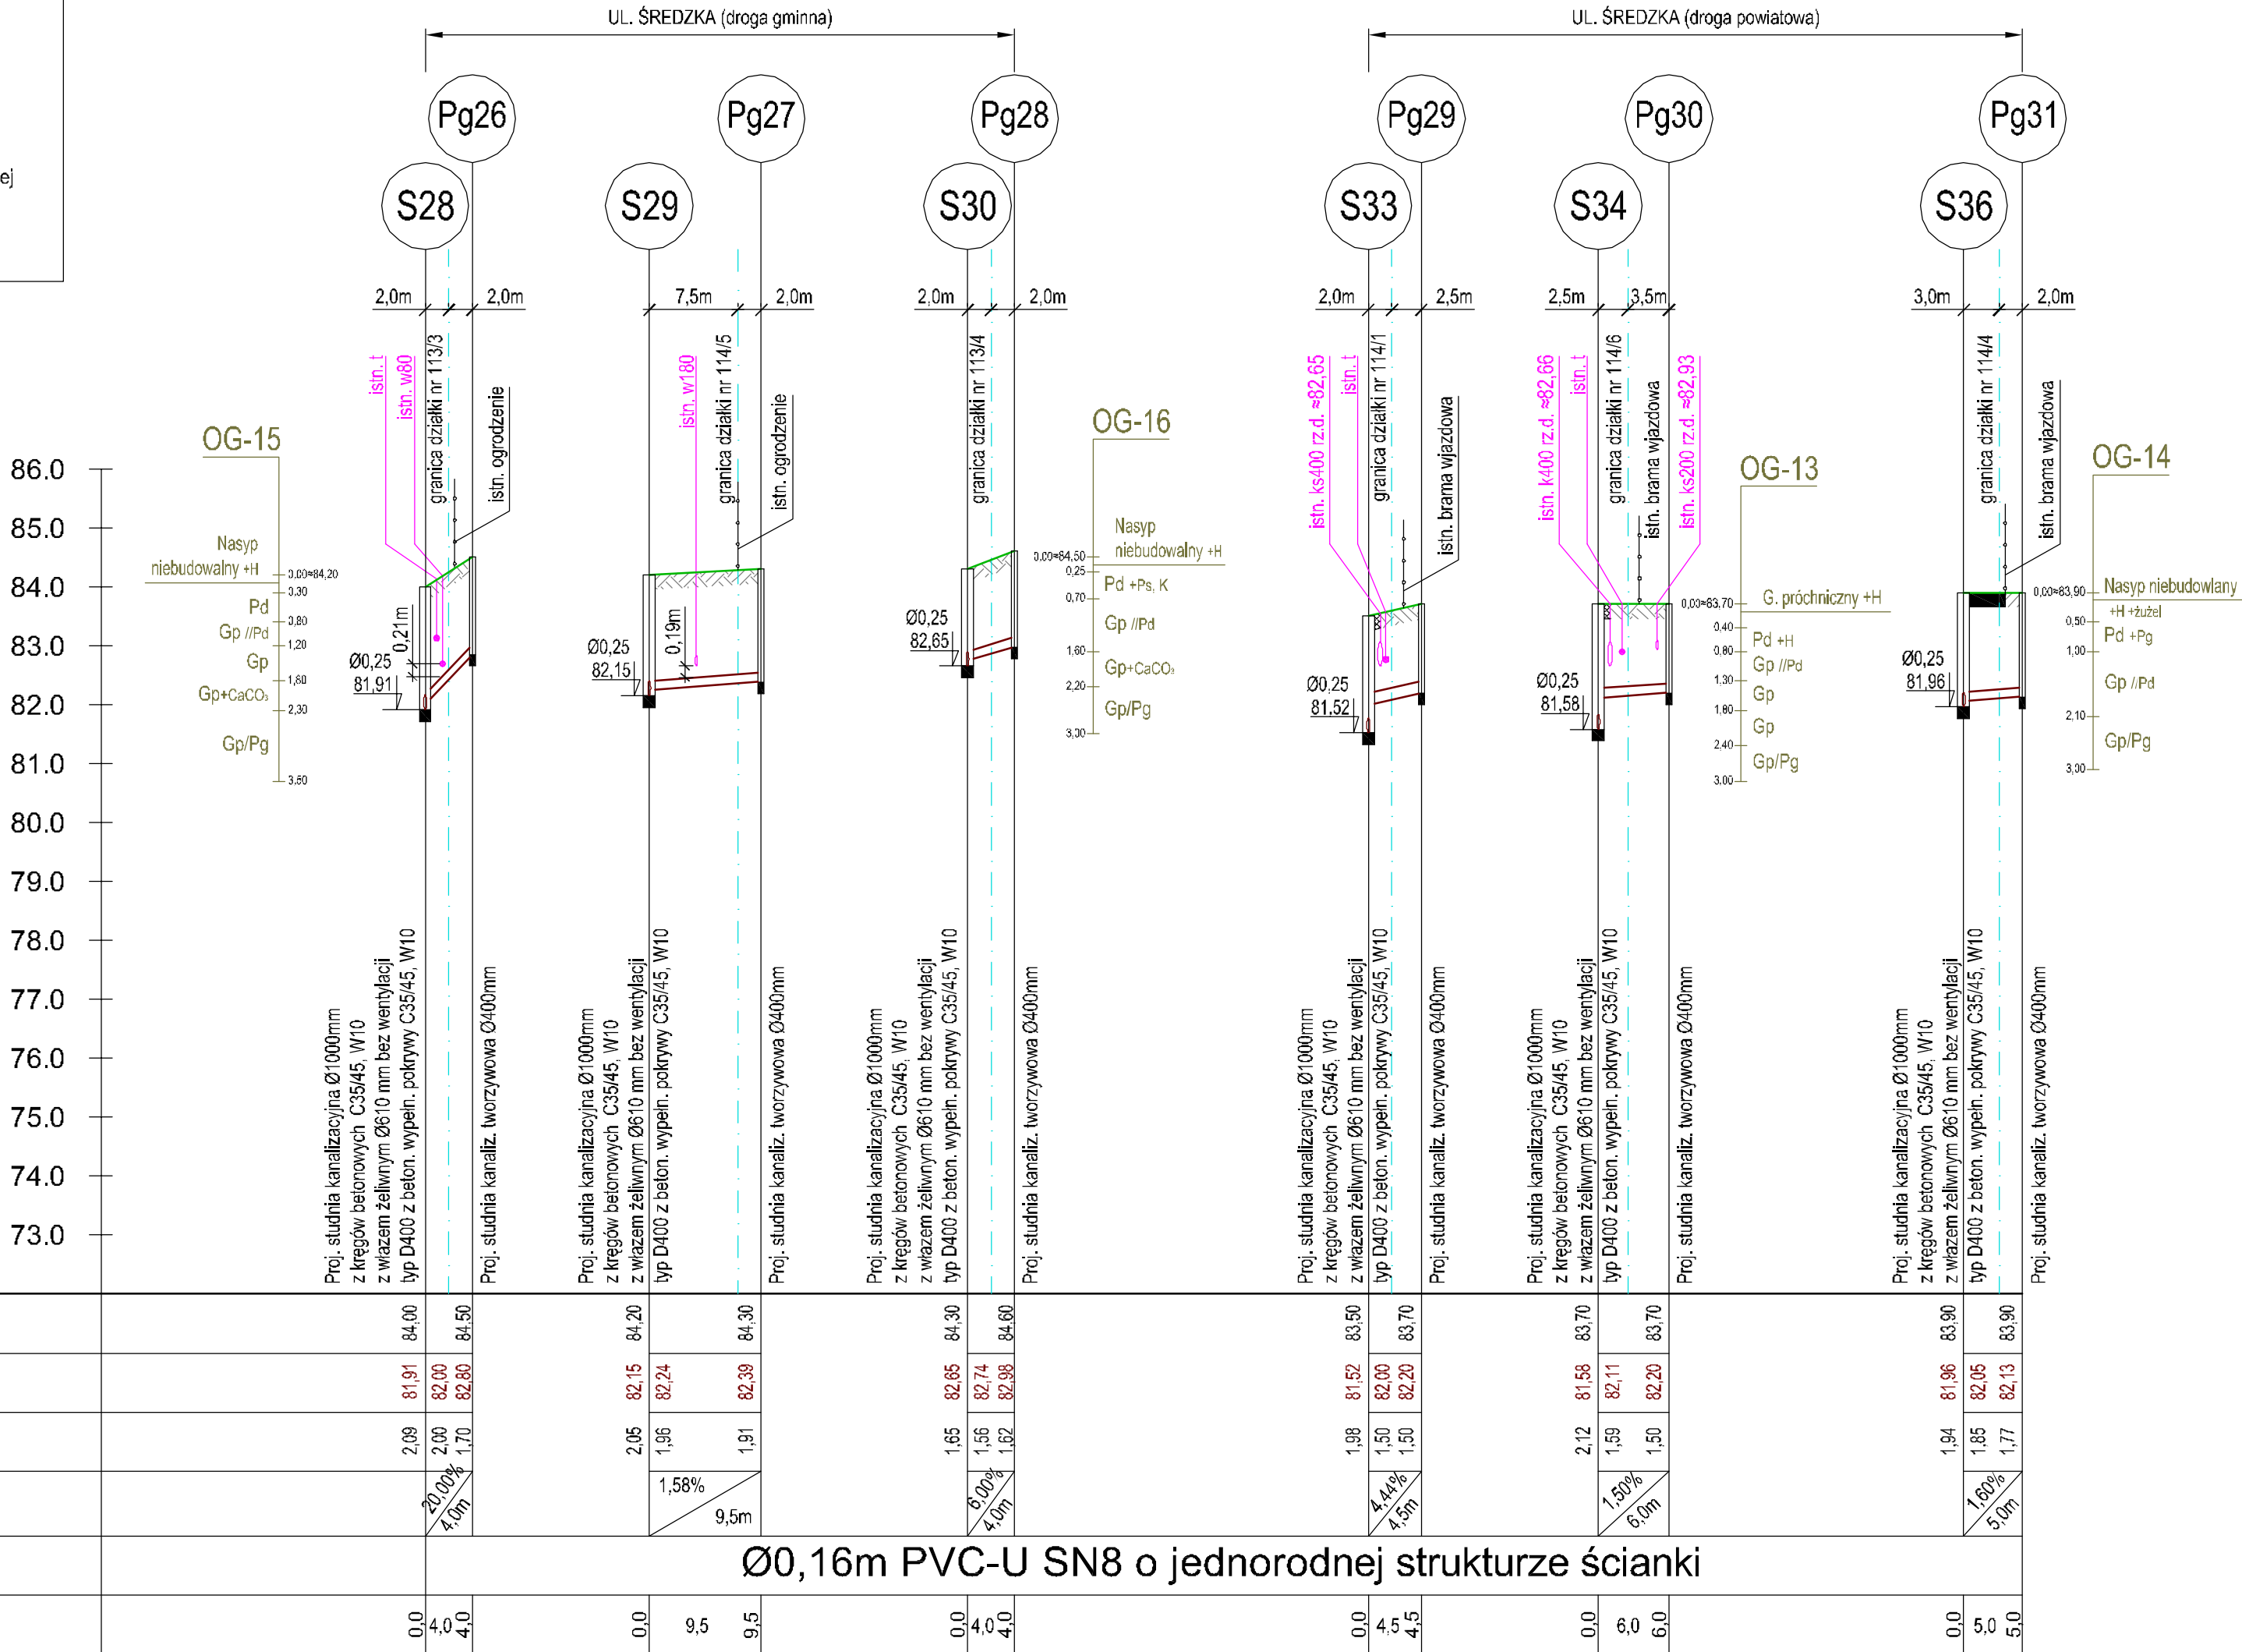 UL. ŚREDZKA (droga gminna)
UL. ŚREDZKA (droga powiatowa)
ej
Pg26
Pg27
Pg28
Pg29
Pg30
Pg31
S28
S29
S30
S33
S34
S36
2,0m
2,0m
7,5m
2,0m
2,0m
2,0m
2,0m
2,5m
2,5m
3,5m
3,0m
2,0m
istn. t
istn. w80
granica działki nr 113/3
istn. ogrodzenie
istn. w180
granica działki nr 114/5
istn. ogrodzenie
granica działki nr 113/4
istn. ks400 rz.d. ≈82,65
istn. t
granica działki nr 114/1
istn. brama wjazdowa
istn. k400 rz.d. ≈82,66
istn. t
granica działki nr 114/6
istn. brama wjazdowa
istn. ks200 rz.d. ≈82,93
granica działki nr 114/4
istn. brama wjazdowa
86.0
85.0
84.0
83.0
82.0
81.0
80.0
79.0
78.0
77.0
76.0
75.0
74.0
73.0
OG-15
Nasyp
niebudowalny +H
0,00≈84,20
0,30
Pd
0,80
Gp //Pd
1,20
Gp
1,80
Gp+CaCO₃
2,30
Gp/Pg
3,60
0,21m
Ø0,25
81,91
0,19m
Ø0,25
82,15
Ø0,25
82,65
OG-16
Nasyp
niebudowalny +H
0,00≈84,50
0,25
Pd +Ps, K
0,70
Gp //Pd
1,60
Gp+CaCO₃
2,20
Gp/Pg
3,00
Ø0,25
81,52
Ø0,25
81,58
OG-13
G. próchniczny +H
0,00≈83,70
0,40
Pd +H
0,80
Gp //Pd
1,30
Gp
1,80
Gp
2,40
Gp/Pg
3,00
Ø0,25
81,96
OG-14
0,00≈83,90
Nasyp niebudowlany
+H +żużel
0,50
Pd +Pg
1,00
Gp //Pd
2,10
Gp/Pg
3,00
Proj. studnia kanalizacyjna Ø1000mm
z kręgów betonowych C35/45, W10
z włazem żeliwnym Ø610 mm bez wentylacji
typ D400 z beton. wypełn. pokrywy C35/45, W10
Proj. studnia kanaliz. tworzywowa Ø400mm
Proj. studnia kanalizacyjna Ø1000mm
z kręgów betonowych C35/45, W10
z włazem żeliwnym Ø610 mm bez wentylacji
typ D400 z beton. wypełn. pokrywy C35/45, W10
Proj. studnia kanaliz. tworzywowa Ø400mm
Proj. studnia kanalizacyjna Ø1000mm
z kręgów betonowych C35/45, W10
z włazem żeliwnym Ø610 mm bez wentylacji
typ D400 z beton. wypełn. pokrywy C35/45, W10
Proj. studnia kanaliz. tworzywowa Ø400mm
Proj. studnia kanalizacyjna Ø1000mm
z kręgów betonowych C35/45, W10
z włazem żeliwnym Ø610 mm bez wentylacji
typ D400 z beton. wypełn. pokrywy C35/45, W10
Proj. studnia kanaliz. tworzywowa Ø400mm
Proj. studnia kanalizacyjna Ø1000mm
z kręgów betonowych C35/45, W10
z włazem żeliwnym Ø610 mm bez wentylacji
typ D400 z beton. wypełn. pokrywy C35/45, W10
Proj. studnia kanaliz. tworzywowa Ø400mm
Proj. studnia kanalizacyjna Ø1000mm
z kręgów betonowych C35/45, W10
z włazem żeliwnym Ø610 mm bez wentylacji
typ D400 z beton. wypełn. pokrywy C35/45, W10
Proj. studnia kanaliz. tworzywowa Ø400mm
84,00 84,50 84,20 84,30 84,30 84,60 83,50 83,70 83,70 83,70 83,90 83,90
81,91 82,00 82,80 82,15 82,24 82,39 82,65 82,74 82,98 81,52 82,00 82,20 81,58 82,11 82,20 81,96 82,05 82,13
2,09 2,00 1,70 2,05 1,96 1,91 1,65 1,56 1,62 1,98 1,50 1,50 2,12 1,59 1,50 1,94 1,85 1,77
20,00% 4,0m 1,58% 9,5m 6,00% 4,0m 4,44% 4,5m 1,50% 6,0m 1,60% 5,0m
Ø0,16m PVC-U SN8 o jednorodnej strukturze ścianki
0,0 4,0 4,0 0,0 9,5 9,5 0,0 4,0 4,0 0,0 4,5 4,5 0,0 6,0 6,0 0,0 5,0 5,0